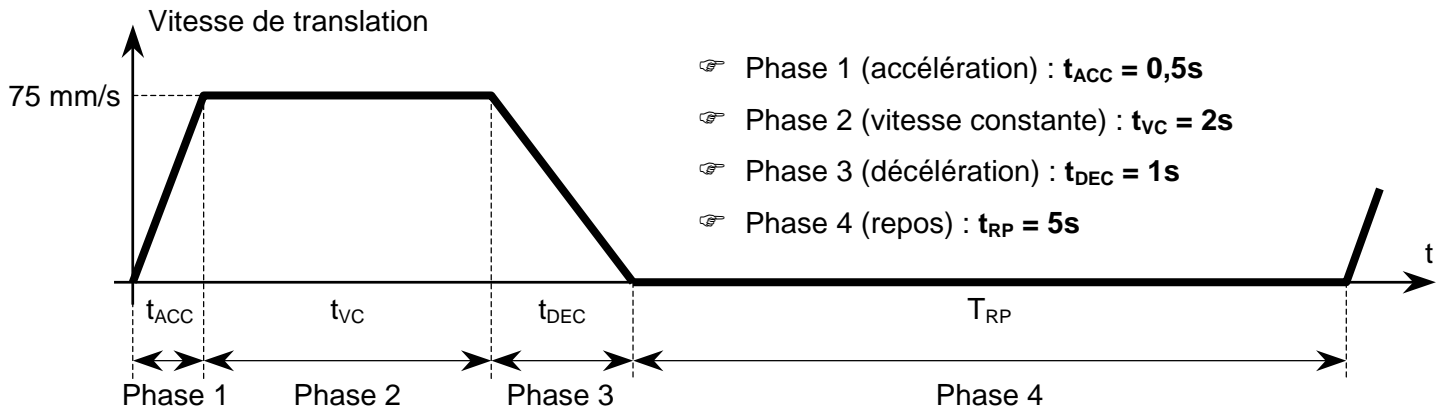 Vitesse de translation
☞ Phase 1 (accélération) : tACC = 0,5s
75 mm/s
☞ Phase 2 (vitesse constante) : tVC = 2s
☞ Phase 3 (décélération) : tDEC = 1s
☞ Phase 4 (repos) : tRP = 5s
t
tACC tVC tDEC TRP
Phase 1 Phase 2 Phase 3 Phase 4